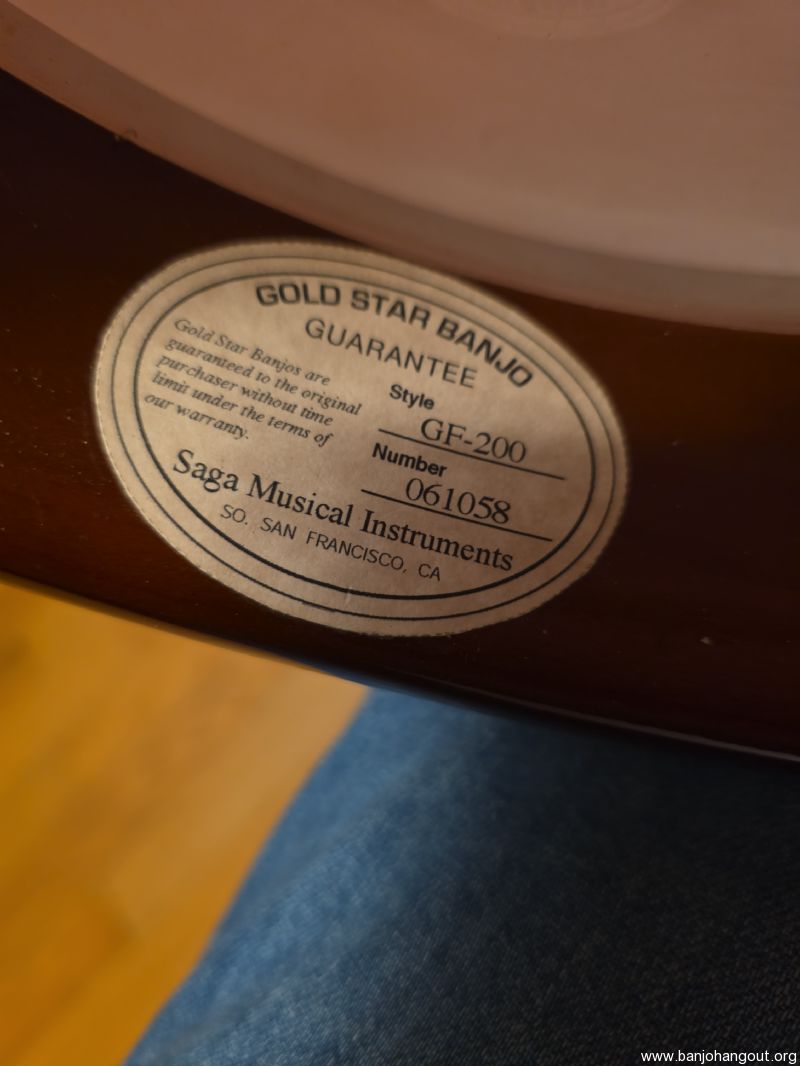 GOLD STAR BANJO
GUARANTEE
Gold Star Banjos are
guaranteed to the original
purchaser without time
limit under the terms of
our warranty.
Style
GF-200
Number
061058
Saga Musical Instruments
SO. SAN FRANCISCO, CA
www.banjohangout.org